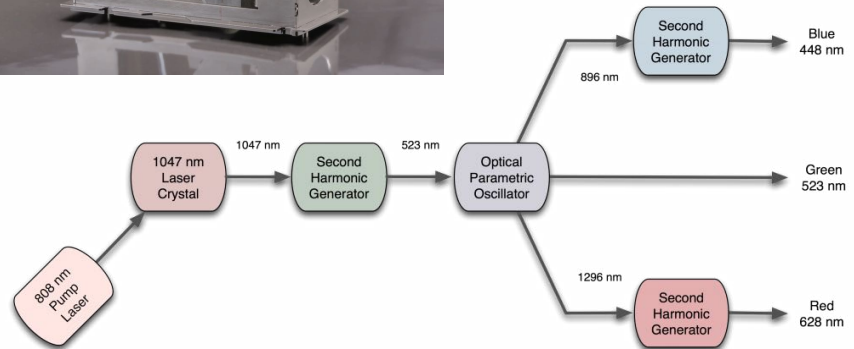 808 nm
Pump
Laser
1047 nm
Laser
Crystal
1047 nm
Second
Harmonic
Generator
523 nm
Optical
Parametric
Oscillator
896 nm
Second
Harmonic
Generator
Blue
448 nm
Green
523 nm
1296 nm
Second
Harmonic
Generator
Red
628 nm